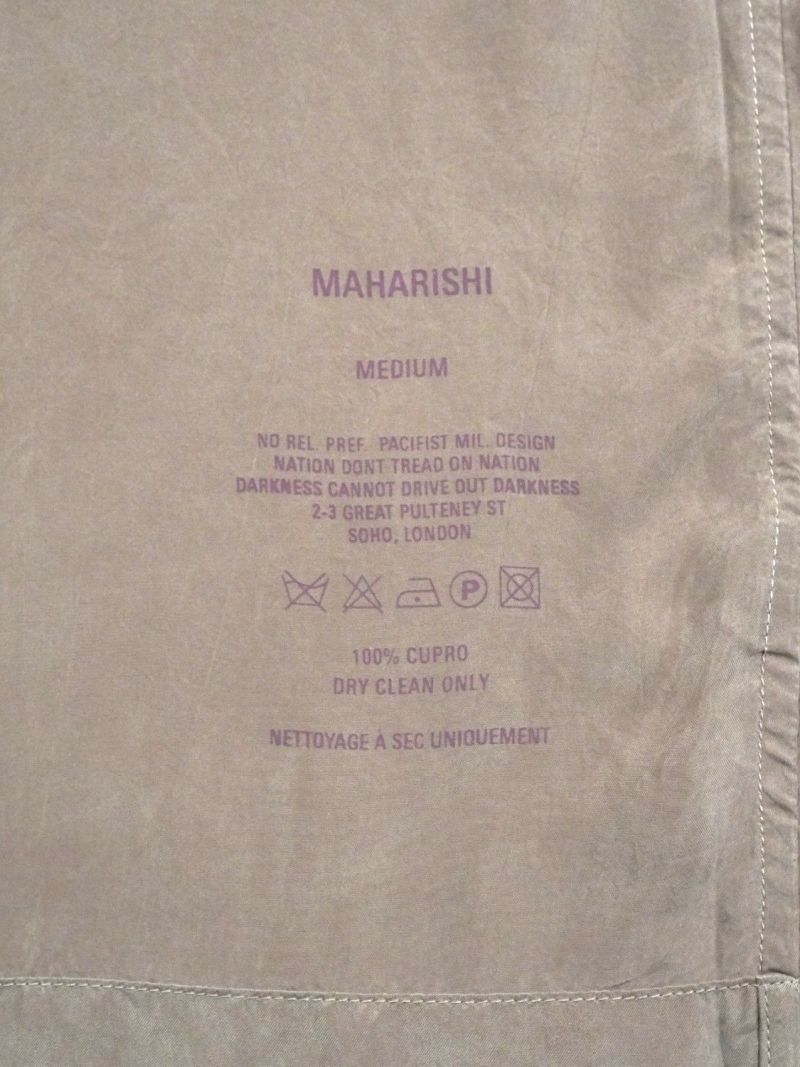 MAHARISHI
MEDIUM
NO REL. PREF. PACIFIST MIL. DESIGN
NATION DONT TREAD ON NATION
DARKNESS CANNOT DRIVE OUT DARKNESS
2-3 GREAT PULTENEY ST
SOHO, LONDON
P
100% CUPRO
DRY CLEAN ONLY
NETTOYAGE À SEC UNIQUEMENT